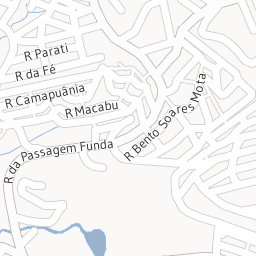 R Parati
R da Fé
R Camapuânia
R Macabu
R da Passagem Funda
R Bento Soares Mota